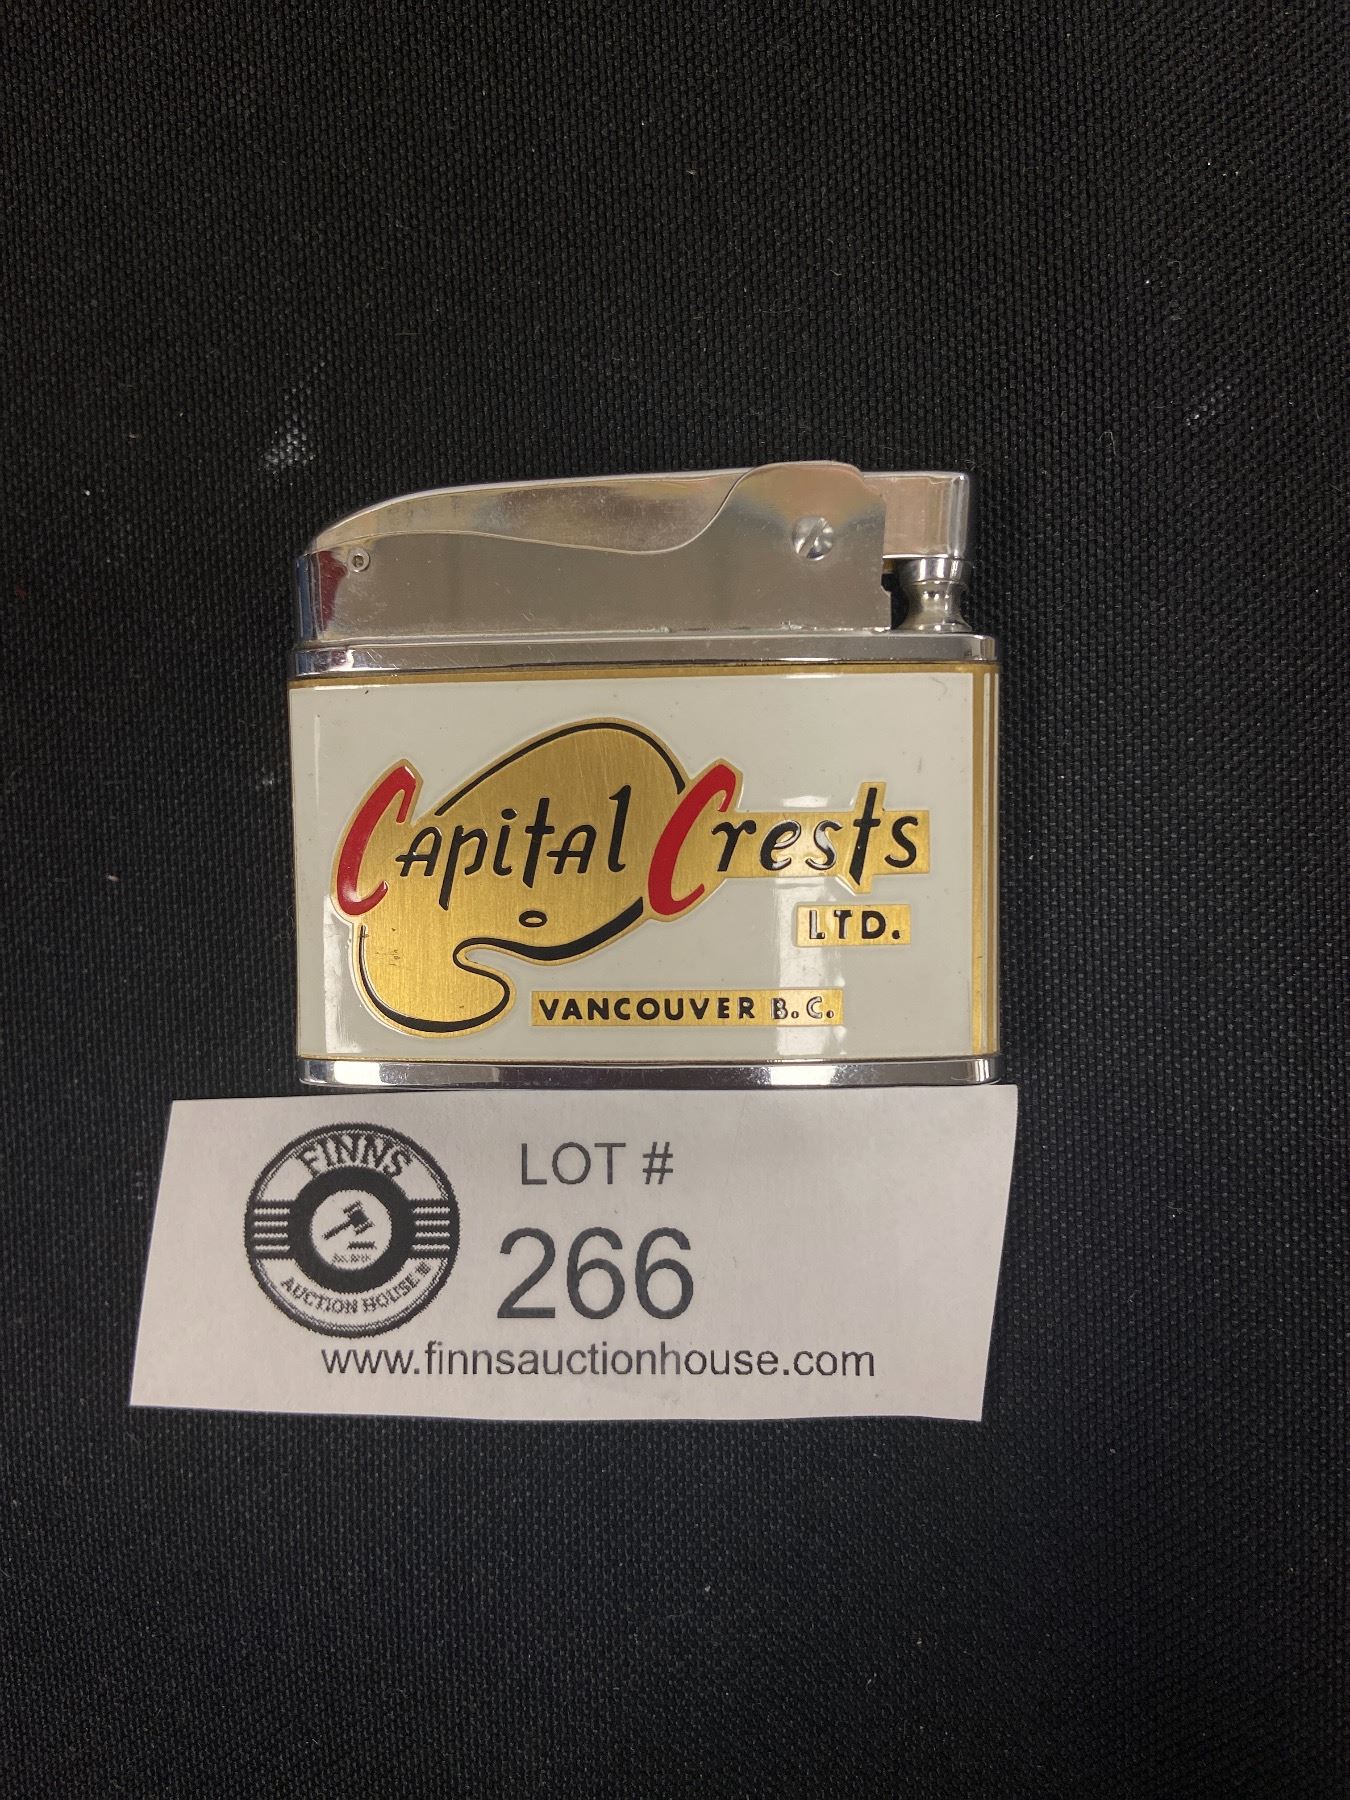 Capital Crests
LTD.
VANCOUVER B.C.
FINNS
AUCTION HOUSE
LOT #
266
www.finnsauctionhouse.com